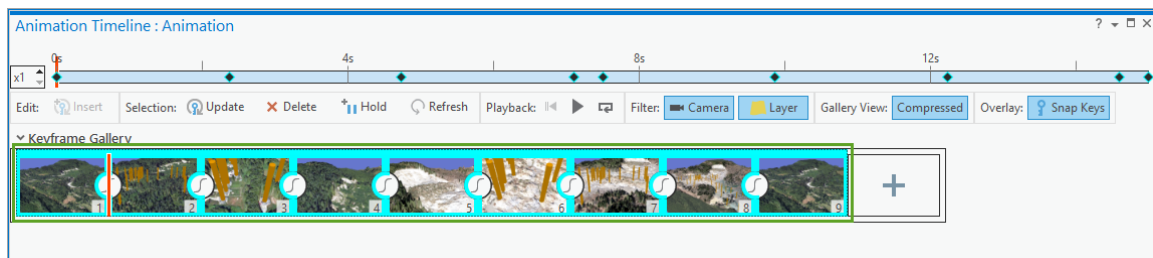 Animation Timeline : Animation ?
0s 4s 8s 12s
x1
Edit: Insert Selection: Update Delete Hold Refresh Playback: Filter: Camera Layer Gallery View: Compressed Overlay: Snap Keys
Keyframe Gallery
1 2 3 4 5 6 7 8 9